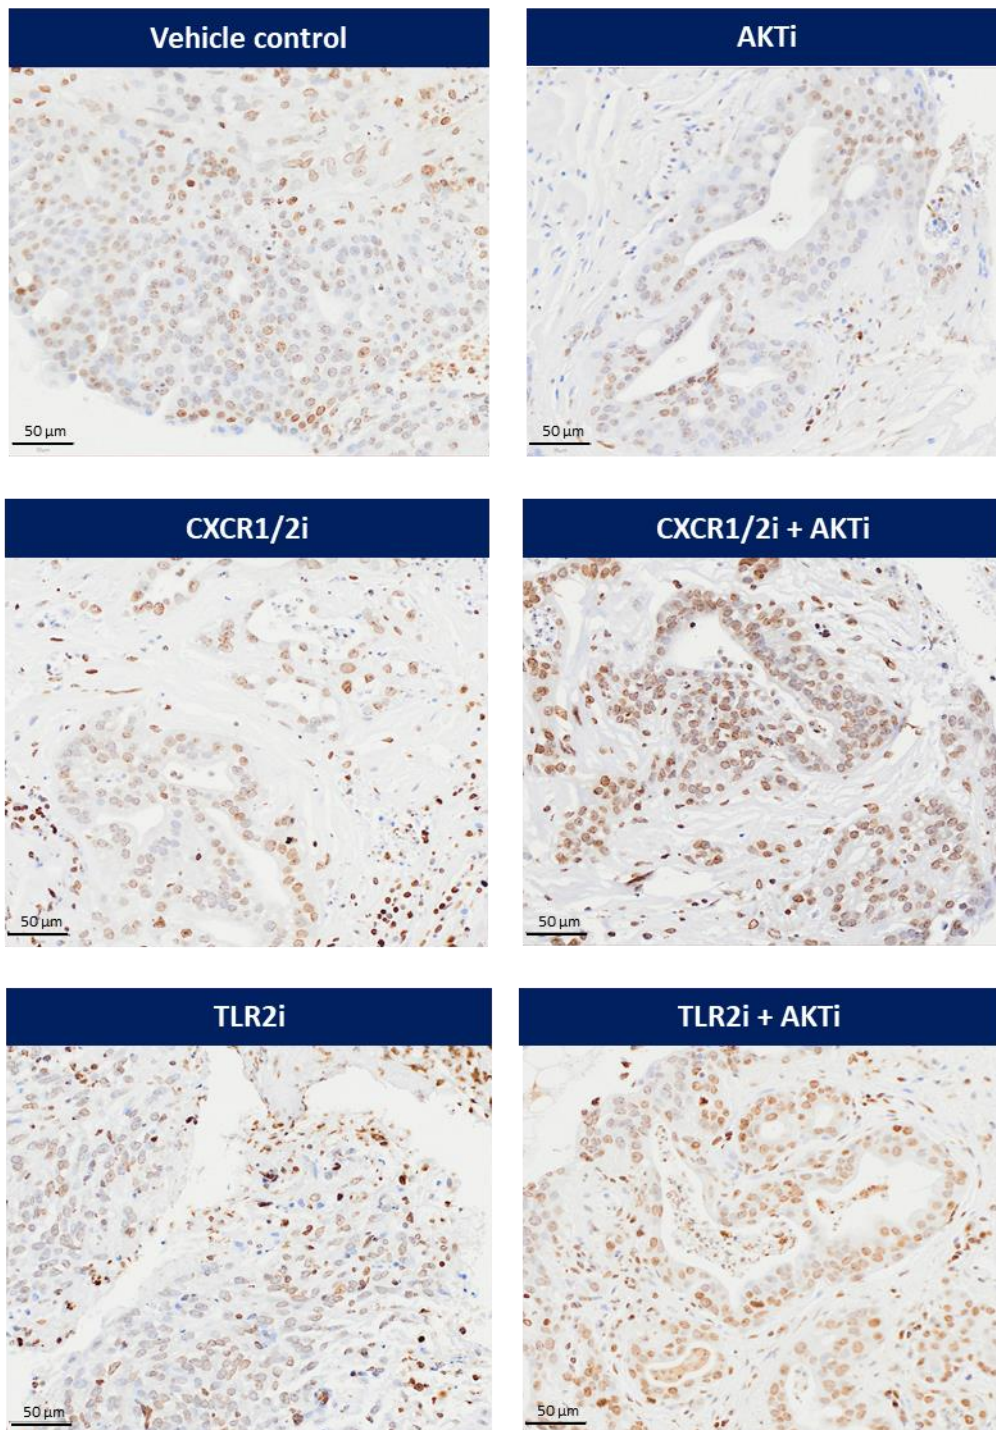 Vehicle control
AKTi
50 µm
50 µm
CXCR1/2i
CXCR1/2i + AKTi
50 µm
50 µm
TLR2i
TLR2i + AKTi
50 µm
50 µm